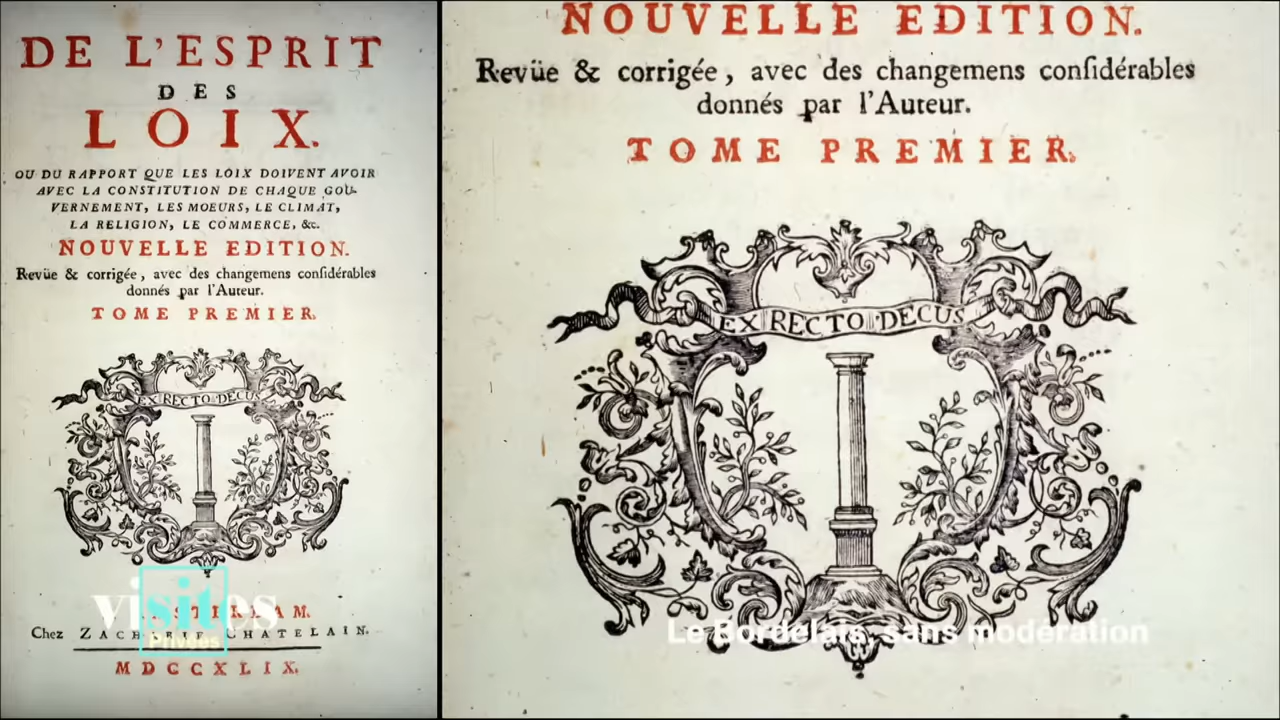 DE L'ESPRIT
DES
LOIX.
OU DU RAPPORT QUE LES LOIX DOIVENT AVOIR
AVEC LA CONSTITUTION DE CHAQUE GOU-
VERNEMENT, LES MOEURS, LE CLIMAT,
LA RELIGION, LE COMMERCE, &c.
NOUVELLE EDITION.
Revüe & corrigée, avec des changemens conſidérables
donnés par l'Auteur.
TOME PREMIER.
EX RECTO DECUS
visites
Privées
Chez CHATELAIN.
MDCCXLIX.
NOUVELLE EDITION.
Revüe & corrigée, avec des changemens conſidérables
donnés par l'Auteur.
TOME PREMIER.
EX RECTO DECUS
Le Bordelais, sans modération